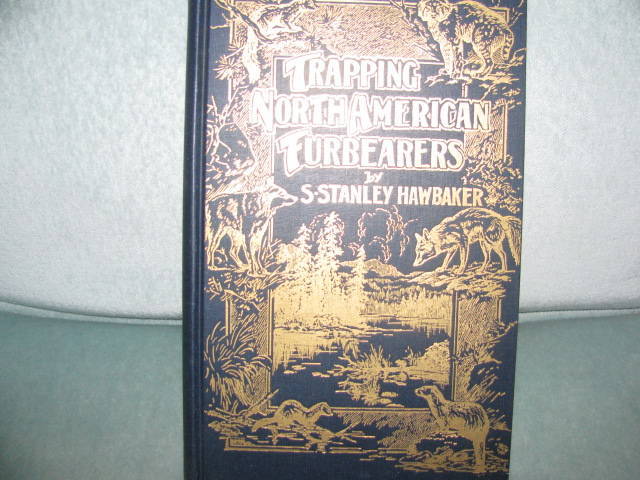 TRAPPING
NORTH AMERICAN
FURBEARERS
by
S·STANLEY HAWBAKER